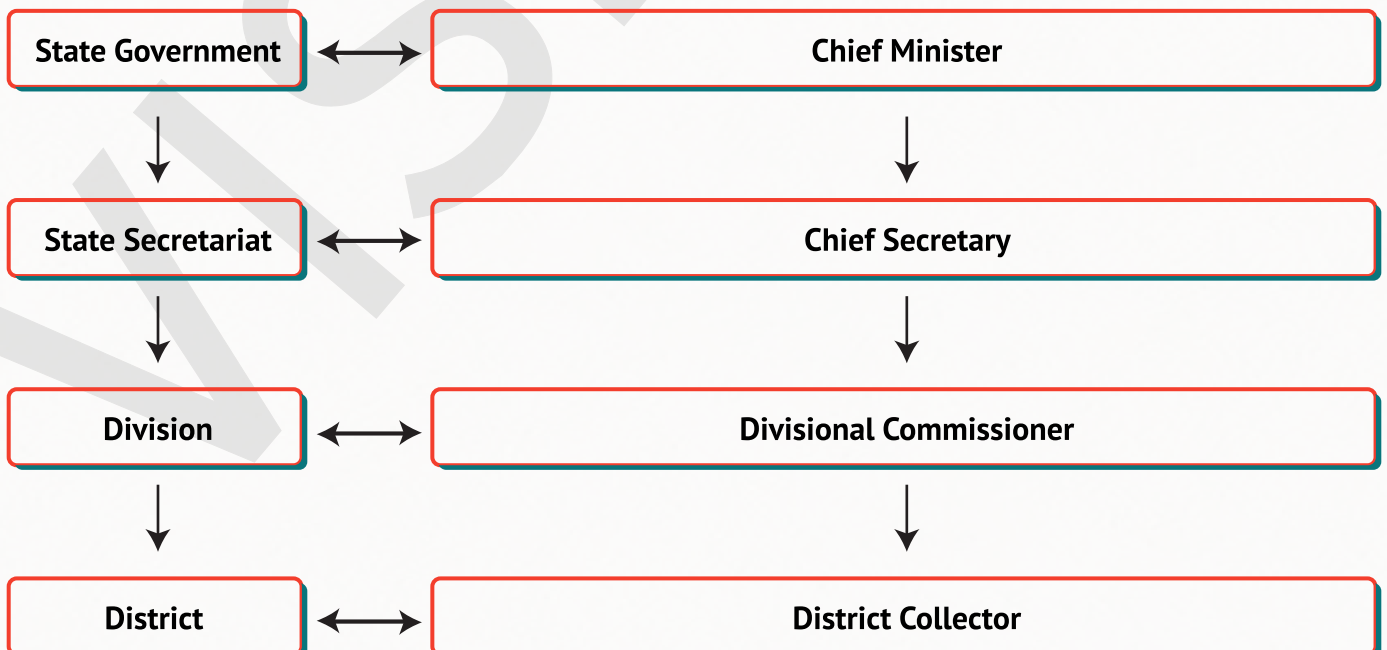 State Government
Chief Minister
State Secretariat
Chief Secretary
Division
Divisional Commissioner
District
District Collector